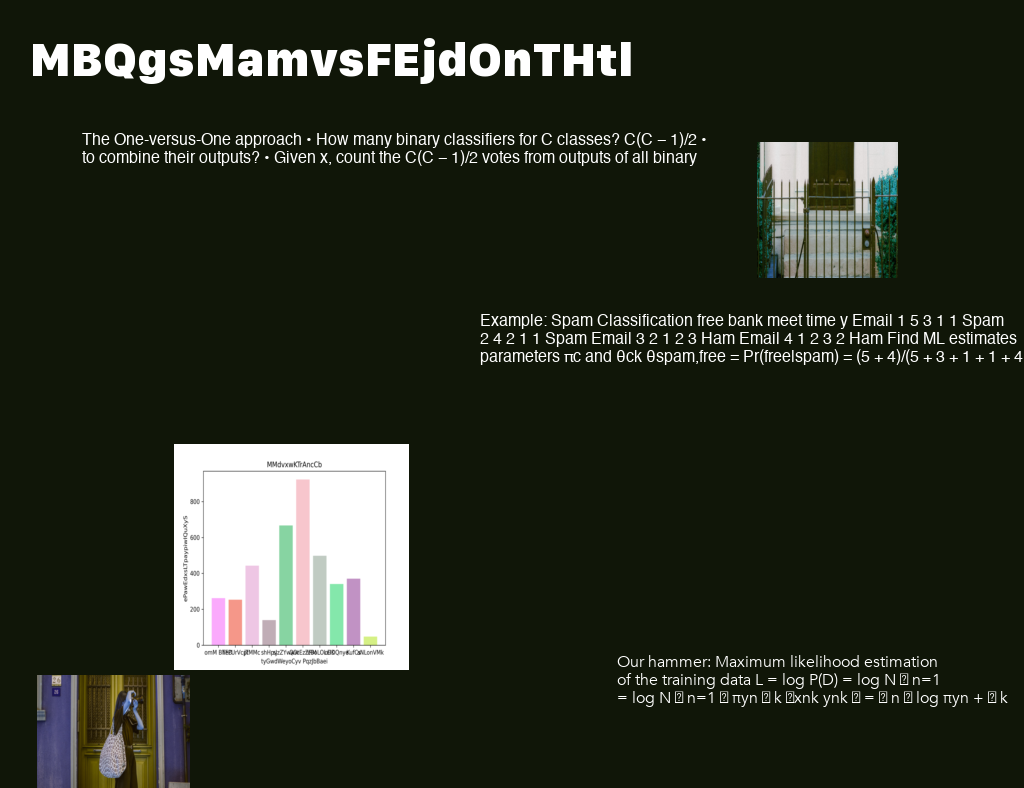 MBQgsMamvsFEjdOnTHtl
The One-versus-One approach • How many binary classifiers for C classes? C(C − 1)/2 •
to combine their outputs? • Given x, count the C(C − 1)/2 votes from outputs of all binary
Example: Spam Classification free bank meet time y Email 1 5 3 1 1 Spam
2 4 2 1 1 Spam Email 3 2 1 2 3 Ham Email 4 1 2 3 2 Ham Find ML estimates
parameters πc and θck θspam,free = Pr(free|spam) = (5 + 4)/(5 + 3 + 1 + 1 + 4
MMdvxwKTrAncCb
800
600
400
200
0
tyGwdWeyoCyv PqzJbBaei
Our hammer: Maximum likelihood estimation
of the training data L = log P(D) = log N n=1
= log N n=1 πyn k xnk ynk = n log πyn + k